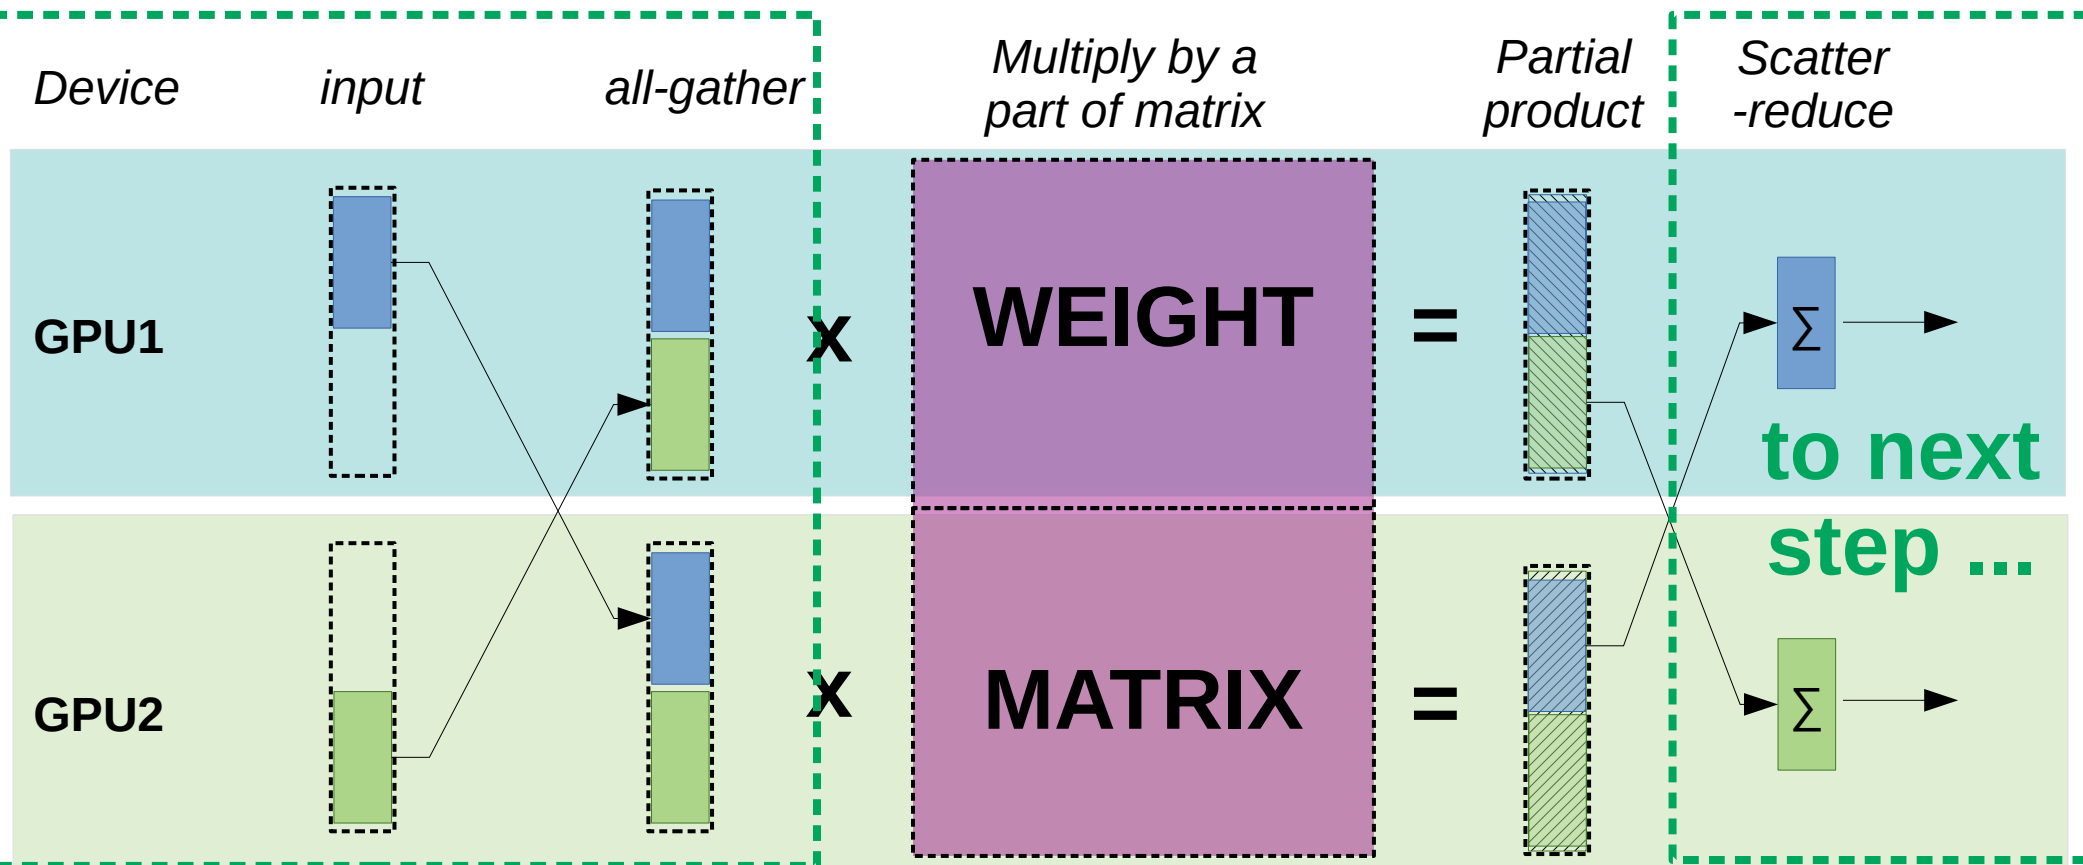 Device
input
all-gather
Multiply by a
part of matrix
Partial
product
Scatter
-reduce
GPU1
x
WEIGHT
=
∑
to next
step ...
GPU2
x
MATRIX
=
∑